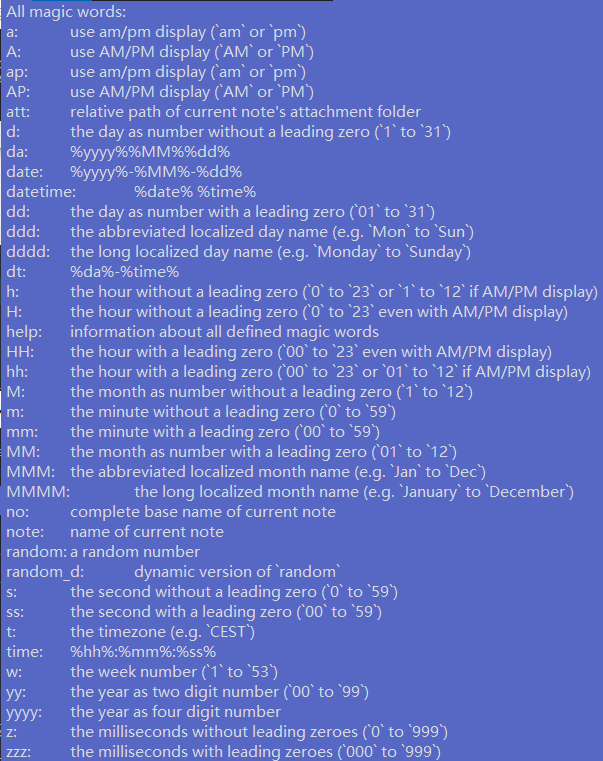 All magic words:
a: use am/pm display (`am` or `pm`)
A: use AM/PM display (`AM` or `PM`)
ap: use am/pm display (`am` or `pm`)
AP: use AM/PM display (`AM` or `PM`)
att: relative path of current note's attachment folder
d: the day as number without a leading zero (`1` to `31`)
da: %yyyy%%MM%%dd%
date: %yyyy%-%MM%-%dd%
datetime: %date% %time%
dd: the day as number with a leading zero (`01` to `31`)
ddd: the abbreviated localized day name (e.g. `Mon` to `Sun`)
dddd: the long localized day name (e.g. `Monday` to `Sunday`)
dt: %da%-%time%
h: the hour without a leading zero (`0` to `23` or `1` to `12` if AM/PM display)
H: the hour without a leading zero (`0` to `23` even with AM/PM display)
help: information about all defined magic words
HH: the hour with a leading zero (`00` to `23` even with AM/PM display)
hh: the hour with a leading zero (`00` to `23` or `01` to `12` if AM/PM display)
M: the month as number without a leading zero (`1` to `12`)
m: the minute without a leading zero (`0` to `59`)
mm: the minute with a leading zero (`00` to `59`)
MM: the month as number with a leading zero (`01` to `12`)
MMM: the abbreviated localized month name (e.g. `Jan` to `Dec`)
MMMM: the long localized month name (e.g. `January` to `December`)
no: complete base name of current note
note: name of current note
random: a random number
random_d: dynamic version of `random`
s: the second without a leading zero (`0` to `59`)
ss: the second with a leading zero (`00` to `59`)
t: the timezone (e.g. `CEST`)
time: %hh%:%mm%:%ss%
w: the week number (`1` to `53`)
yy: the year as two digit number (`00` to `99`)
yyyy: the year as four digit number
z: the milliseconds without leading zeroes (`0` to `999`)
zzz: the milliseconds with leading zeroes (`000` to `999`)